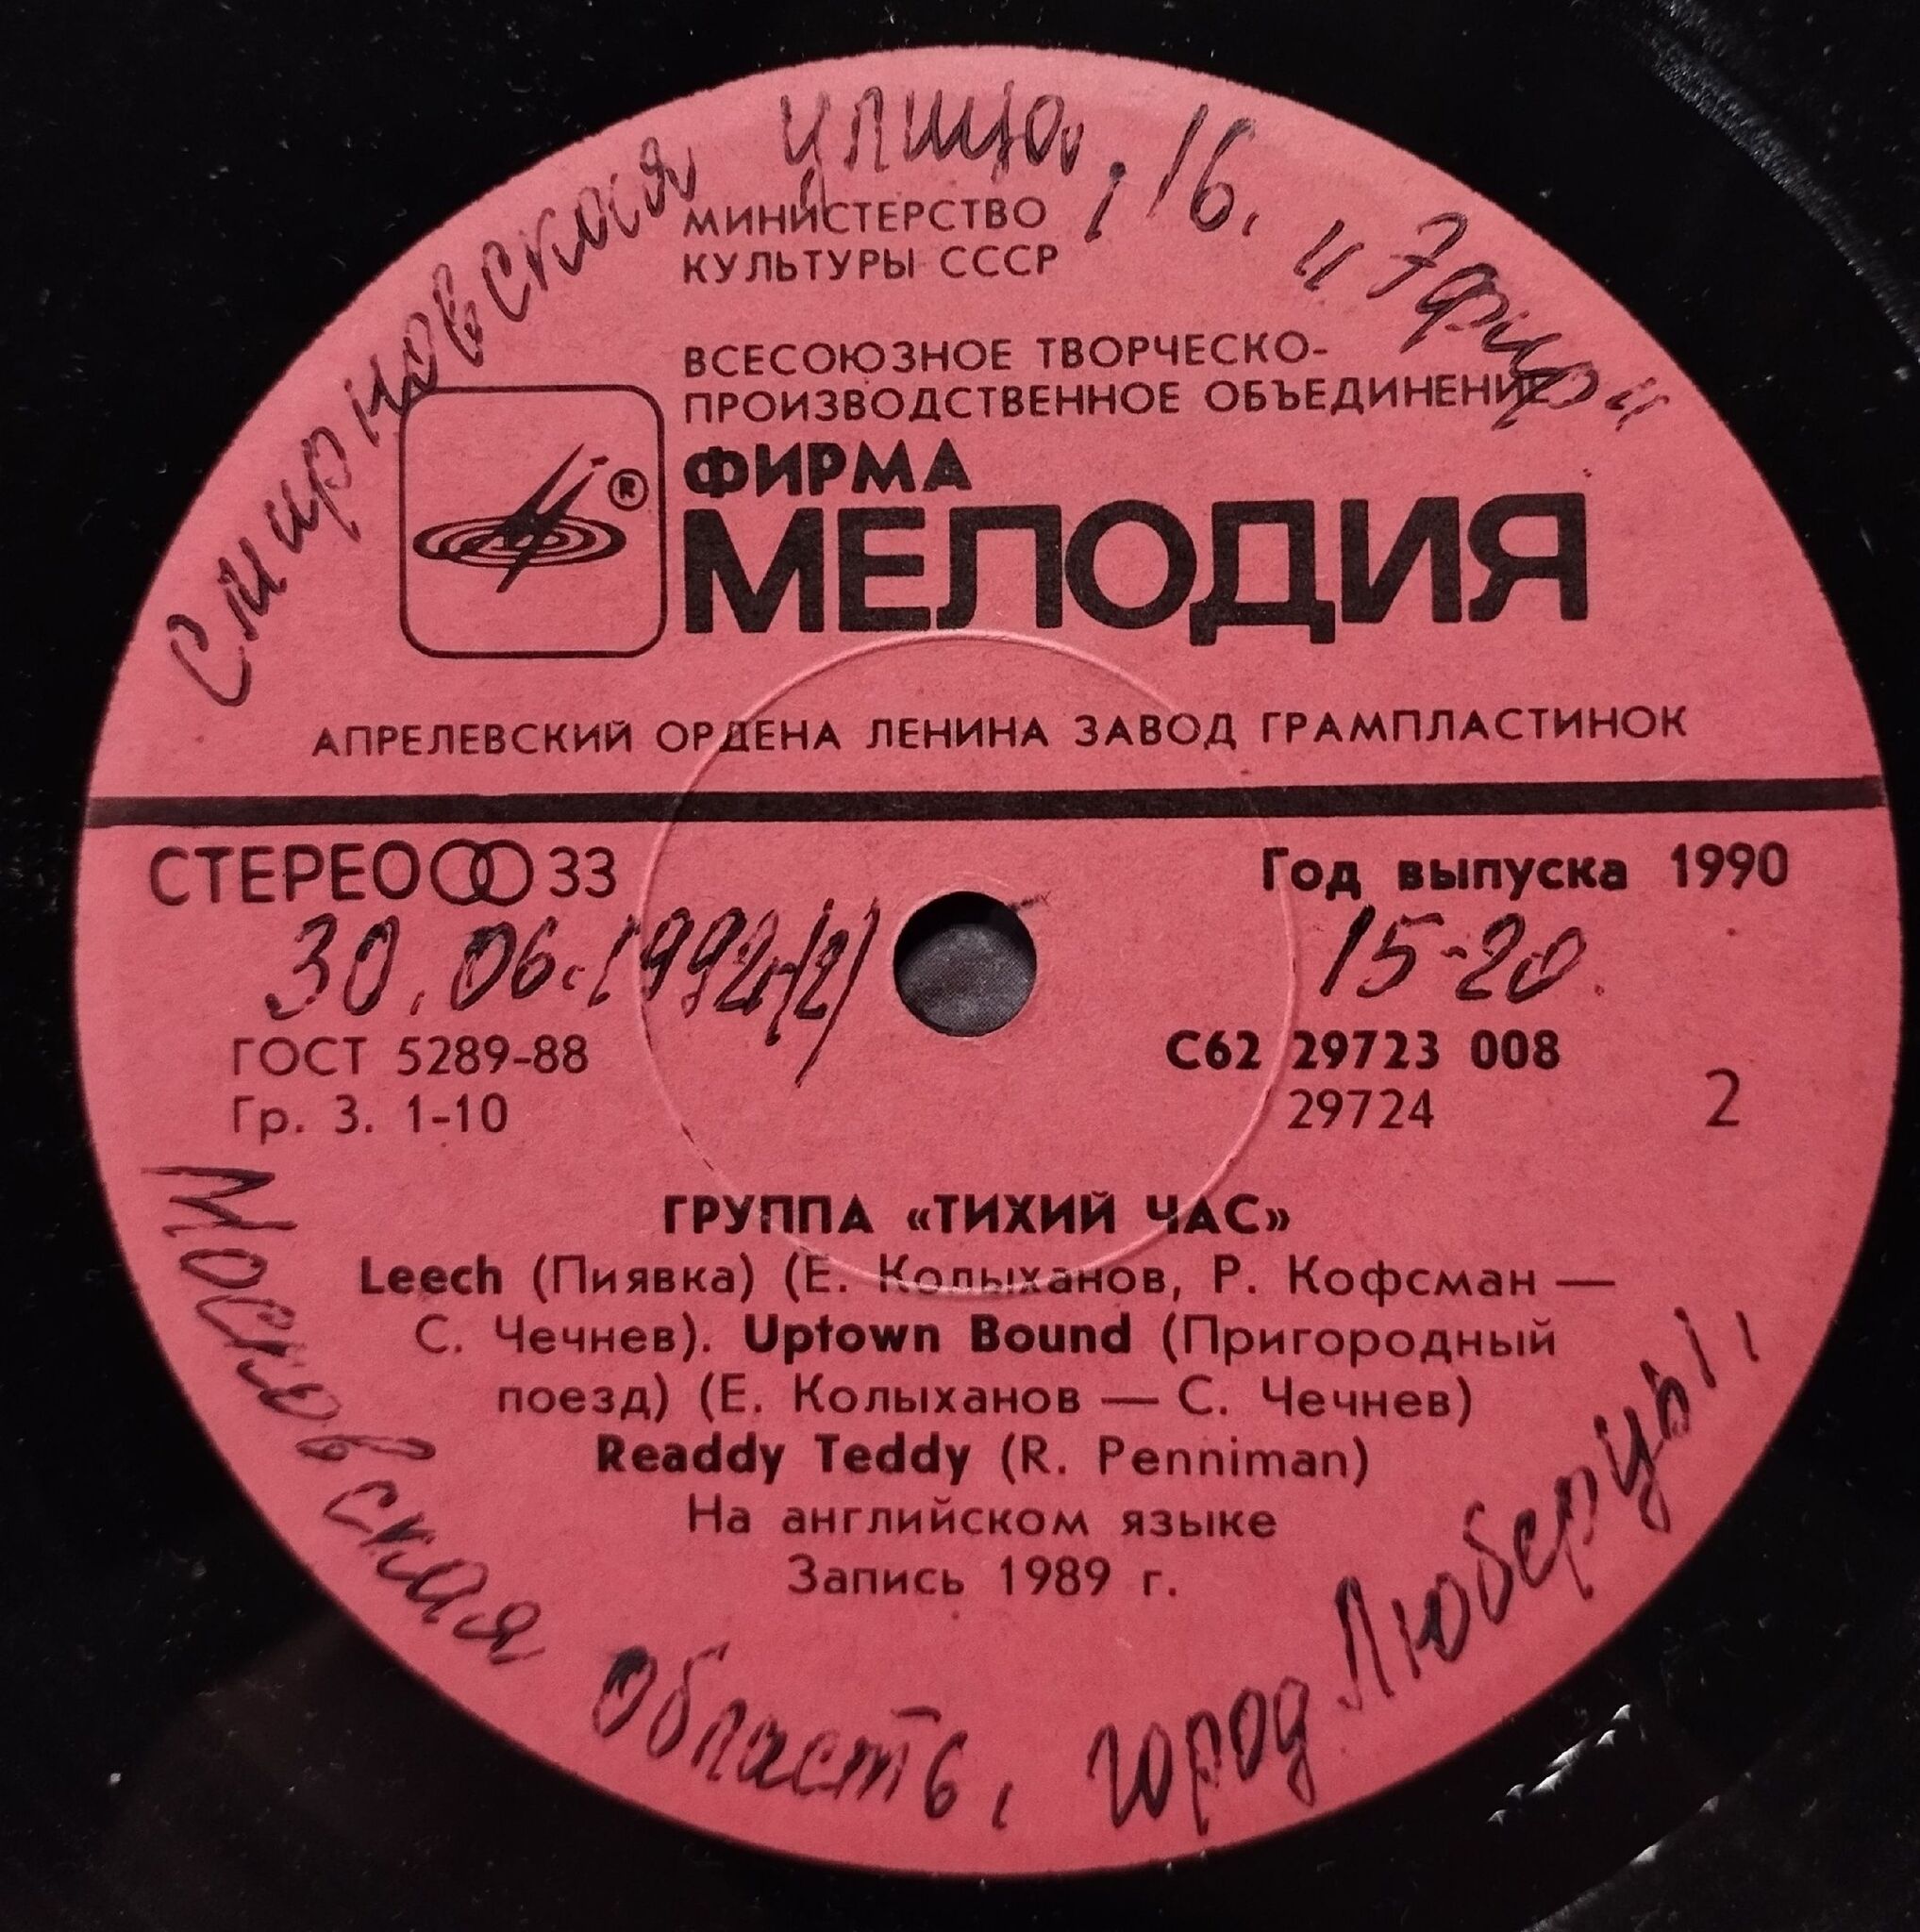 Смирновская улица, 16. "Эфир"
МИНИСТЕРСТВО
КУЛЬТУРЫ СССР
ВСЕСОЮЗНОЕ ТВОРЧЕСКО-
ПРОИЗВОДСТВЕННОЕ ОБЪЕДИНЕНИЕ
ФИРМА
®
МЕЛОДИЯ
АПРЕЛЕВСКИЙ ОРДЕНА ЛЕНИНА ЗАВОД ГРАМПЛАСТИНОК
СТЕРЕО 33
Год выпуска 1990
30.06.1992г(2)
15-20.
ГОСТ 5289-88
Гр. 3. 1-10
С62 29723 008
29724
2
ГРУППА «ТИХИЙ ЧАС»
Leech (Пиявка) (Е. Колыханов, Р. Кофсман —
С. Чечнев). Uptown Bound (Пригородный
поезд) (Е. Колыханов — С. Чечнев)
Readdy Teddy (R. Penniman)
На английском языке
Запись 1989 г.
Московская область, город Люберцы,